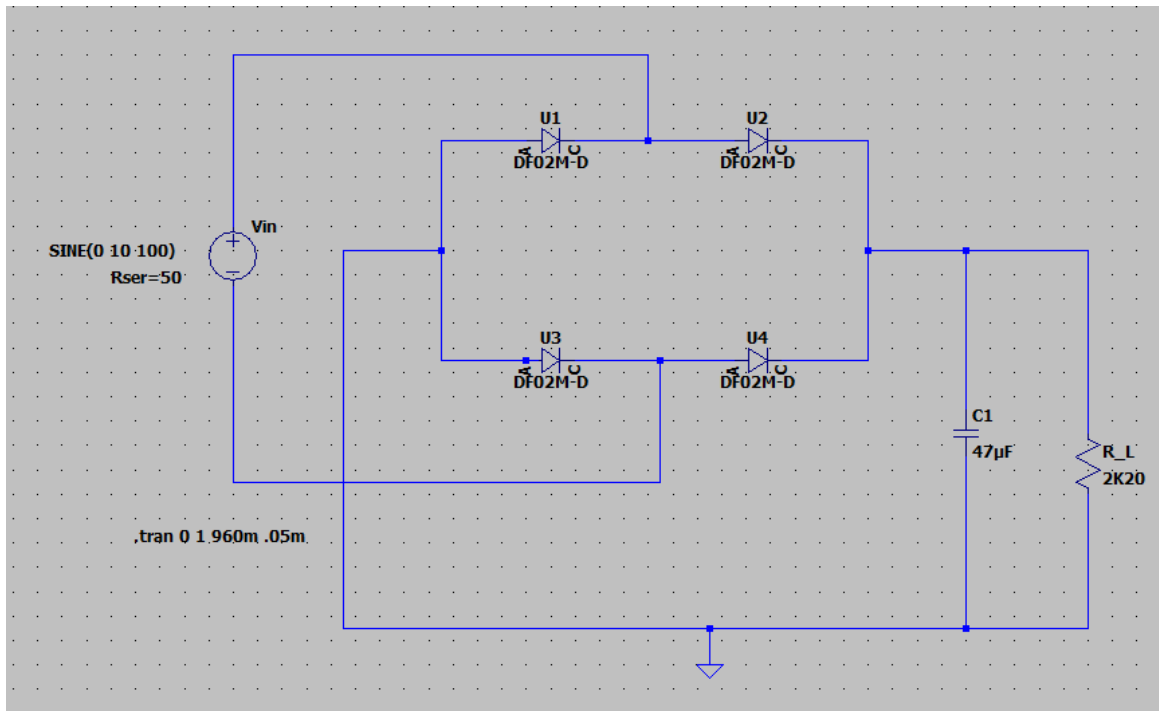 U1
A C
DF02M-D
U2
A C
DF02M-D
Vin
SINE(0 10 100)
Rser=50
U3
A C
DF02M-D
U4
A C
DF02M-D
C1
47µF
R_L
2K20
.tran 0 1 960m .05m